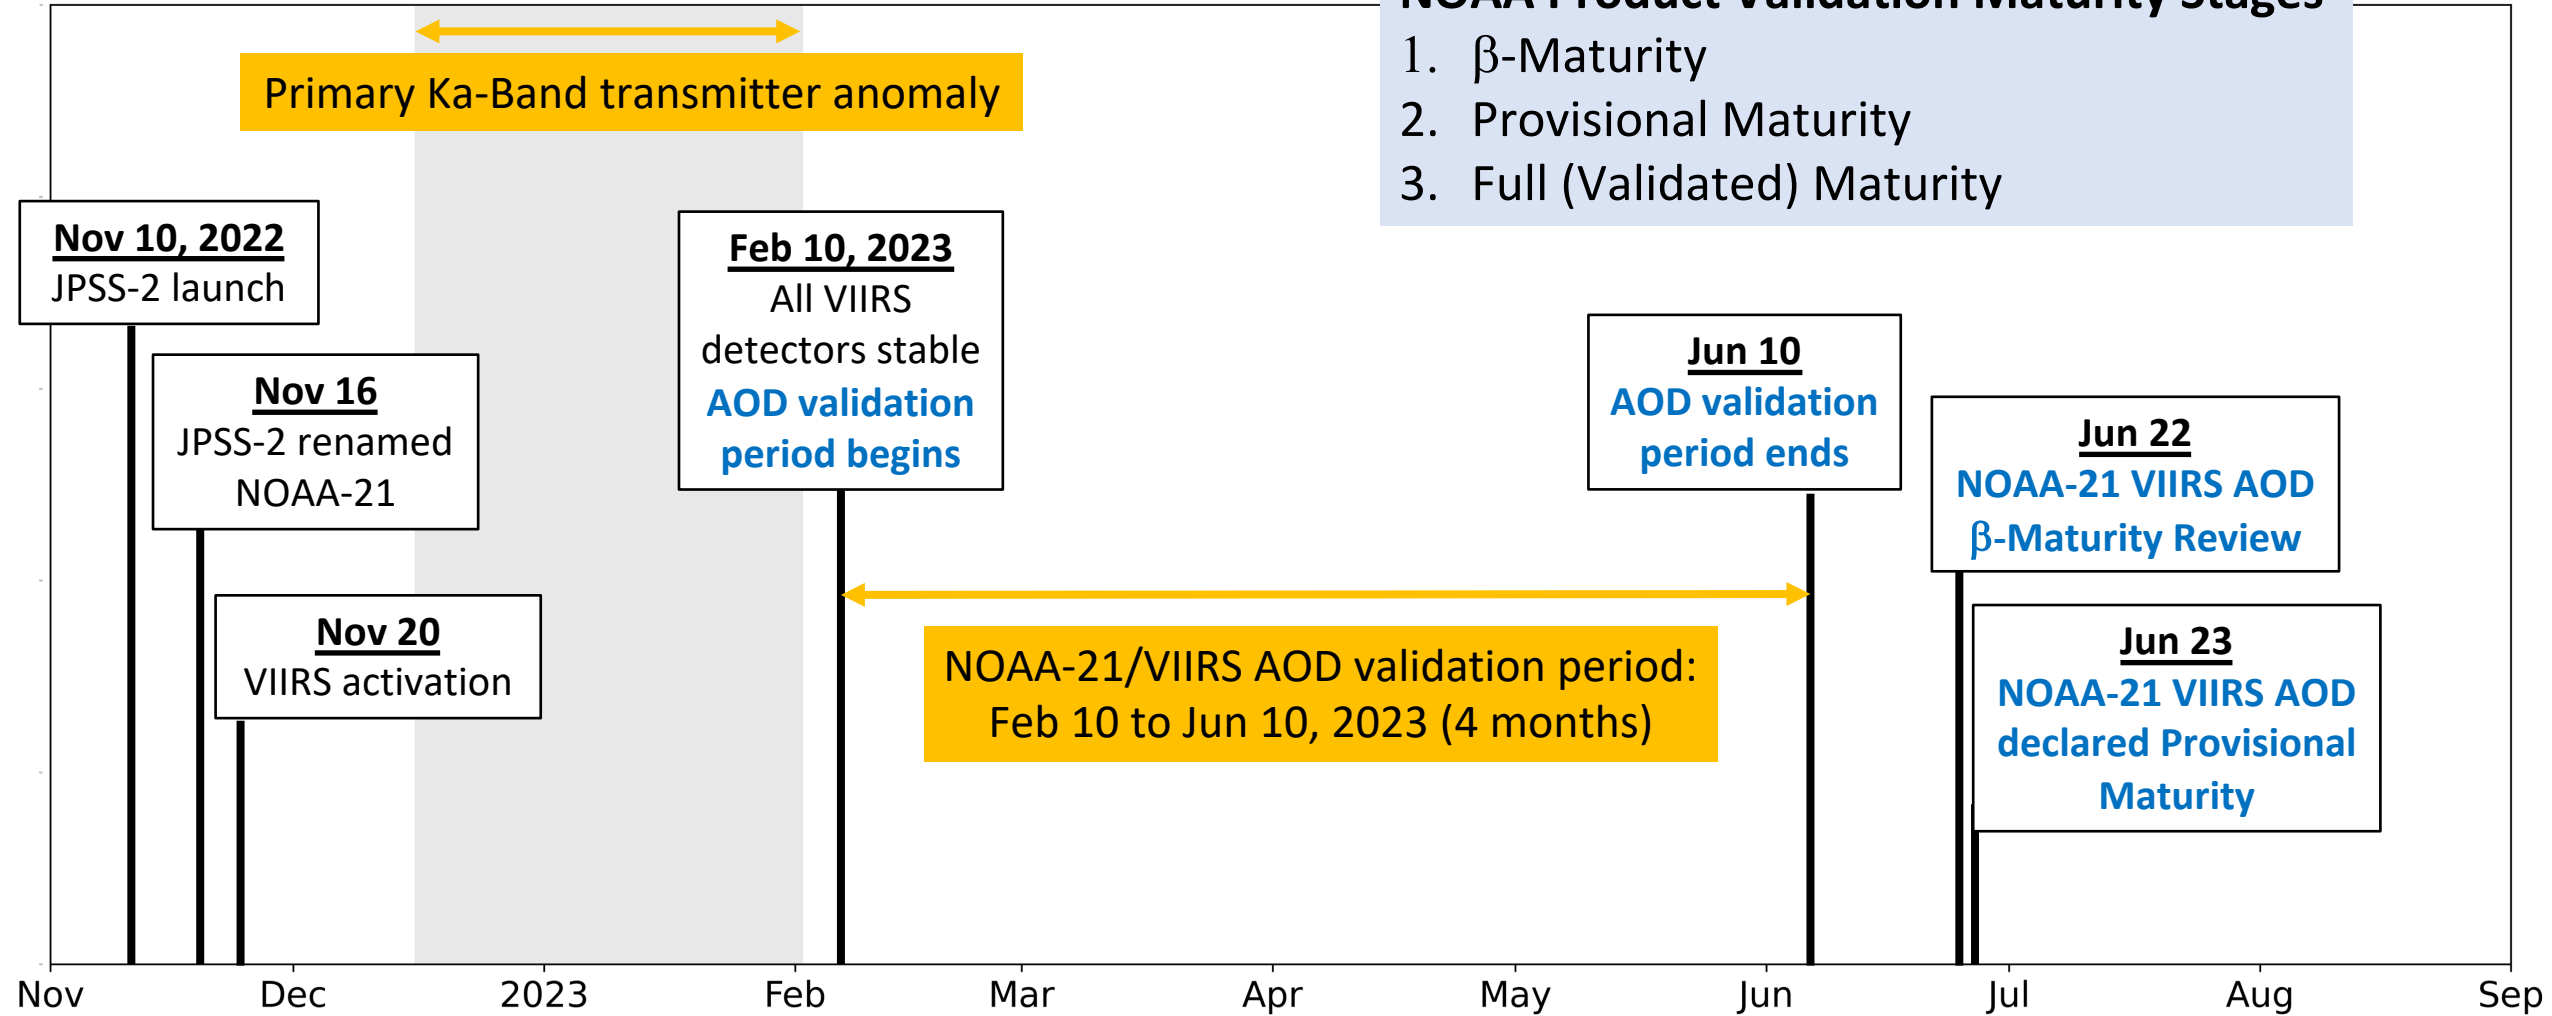 NOAA Product Validation Maturity Stages
1. β-Maturity
2. Provisional Maturity
3. Full (Validated) Maturity
Primary Ka-Band transmitter anomaly
Nov 10, 2022
JPSS-2 launch
Nov 16
JPSS-2 renamed
NOAA-21
Nov 20
VIIRS activation
Feb 10, 2023
All VIIRS
detectors stable
AOD validation
period begins
NOAA-21/VIIRS AOD validation period:
Feb 10 to Jun 10, 2023 (4 months)
Jun 10
AOD validation
period ends
Jun 22
NOAA-21 VIIRS AOD
β-Maturity Review
Jun 23
NOAA-21 VIIRS AOD
declared Provisional
Maturity
Nov Dec 2023 Feb Mar Apr May Jun Jul Aug Sep